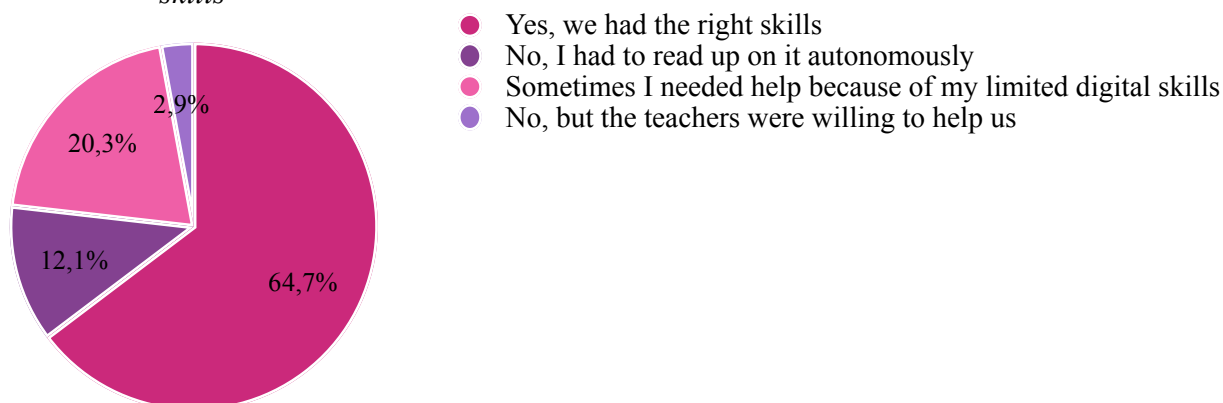 skills
Yes, we had the right skills
No, I had to read up on it autonomously
Sometimes I needed help because of my limited digital skills
No, but the teachers were willing to help us
2,9%
20,3%
12,1%
64,7%